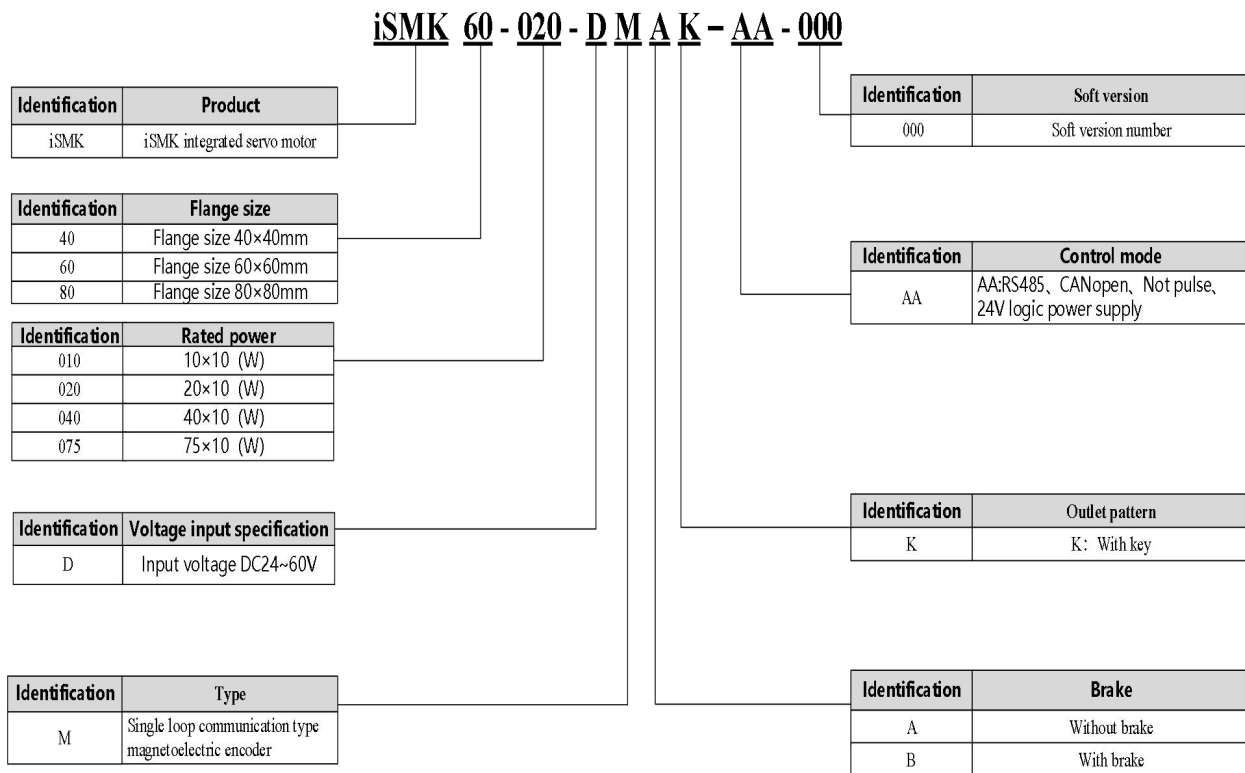 iSMK 60 - 020 - D M A K – AA - 000
Identification Product
iSMK iSMK integrated servo motor
Identification Flange size
40 Flange size 40×40mm
60 Flange size 60×60mm
80 Flange size 80×80mm
Identification Rated power
010 10×10 (W)
020 20×10 (W)
040 40×10 (W)
075 75×10 (W)
Identification Voltage input specification
D Input voltage DC24~60V
Identification Type
M Single loop communication type
magnetoelectric encoder
Identification Soft version
000 Soft version number
Identification Control mode
AA AA:RS485、CANopen、Not pulse、
24V logic power supply
Identification Outlet pattern
K K：With key
Identification Brake
A Without brake
B With brake